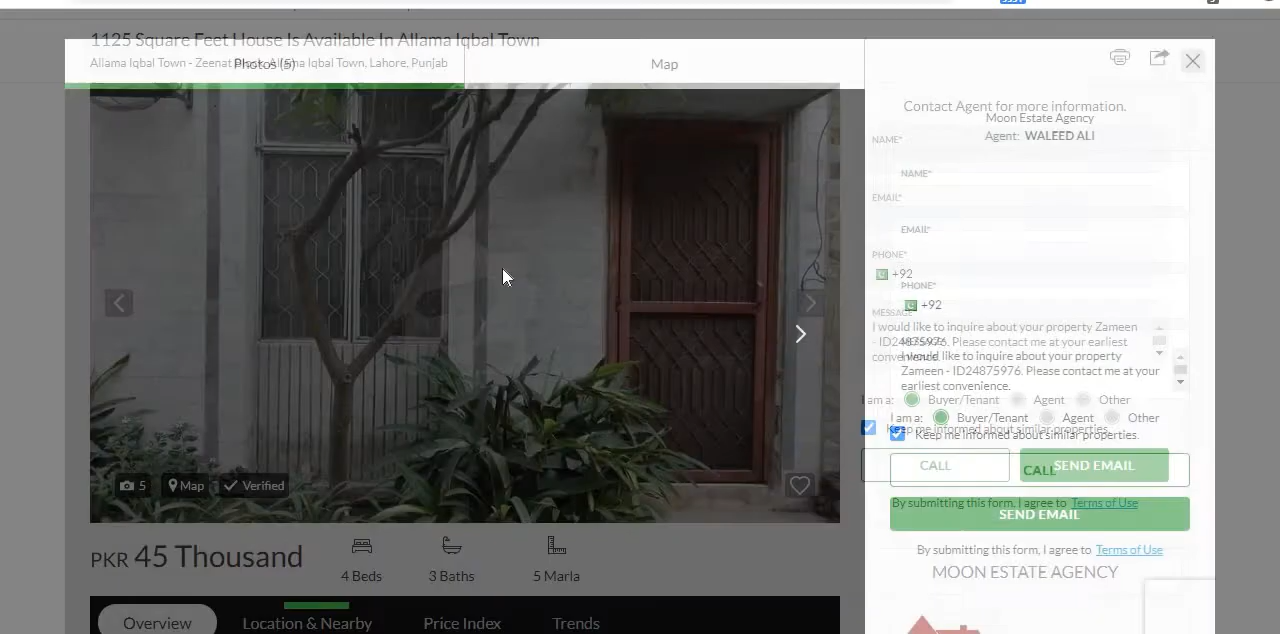 1125 Square Feet House Is Available In Allama Iqbal Town
Allama Iqbal Town - Zeenat Block, Allama Iqbal Town, Lahore, Punjab
Photos (5)
Map
Contact Agent for more information.
Moon Estate Agency
Agent: WALEED ALI
NAME*
NAME*
EMAIL*
EMAIL*
PHONE*
+92
PHONE*
+92
MESSAGE
I would like to inquire about your property Zameen
- ID24875976. Please contact me at your earliest
convenience.
I would like to inquire about your property
Zameen - ID24875976. Please contact me at your
earliest convenience.
I am a: Buyer/Tenant Agent Other
I am a: Buyer/Tenant Agent Other
Keep me informed about similar properties.
Keep me informed about similar properties.
CALL
SEND EMAIL
CALL
By submitting this form, I agree to Terms of Use
SEND EMAIL
By submitting this form, I agree to Terms of Use
MOON ESTATE AGENCY
5
Map
Verified
PKR 45 Thousand
4 Beds
3 Baths
5 Marla
Overview
Location & Nearby
Price Index
Trends